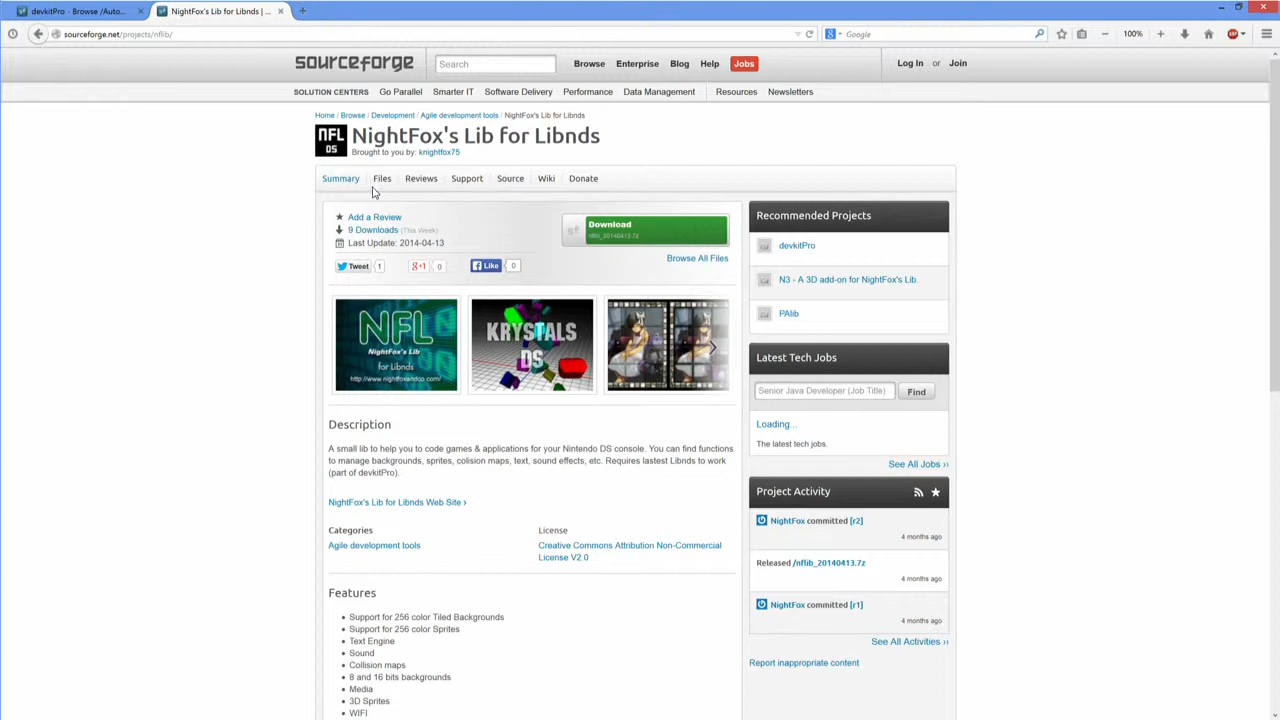 devkitPro - Browse /Auto...
NightFox's Lib for Libnds | ...
sourceforge.net/projects/nflib/
Google
100%
sourceforge
Search
Browse Enterprise Blog Help Jobs
Log In or Join
SOLUTION CENTERS Go Parallel Smarter IT Software Delivery Performance Data Management Resources Newsletters
Home / Browse / Development / Agile development tools / NightFox's Lib for Libnds
NFL
DS
NightFox's Lib for Libnds
Brought to you by: knightfox75
Summary Files Reviews Support Source Wiki Donate
Add a Review
9 Downloads (This Week)
Last Update: 2014-04-13
sf
Download
nflib_20140413.7z
Browse All Files
Tweet 1
g+1 0
Like 0
NFL
NightFox's Lib
for Libnds
http://www.nightfoxandco.com/
KRYSTALS
DS
Description
A small lib to help you to code games & applications for your Nintendo DS console. You can find functions
to manage backgrounds, sprites, colision maps, text, sound effects, etc. Requires lastest Libnds to work
(part of devkitPro).
NightFox's Lib for Libnds Web Site ›
Categories
Agile development tools
License
Creative Commons Attribution Non-Commercial
License V2.0
Features
Support for 256 color Tiled Backgrounds
Support for 256 color Sprites
Text Engine
Sound
Collision maps
8 and 16 bits backgrounds
Media
3D Sprites
WIFI
Recommended Projects
devkitPro
N3 - A 3D add-on for NightFox's Lib.
PAlib
Latest Tech Jobs
Senior Java Developer (Job Title)
Find
Loading...
The latest tech jobs.
See All Jobs ››
Project Activity
NightFox committed [r2]
4 months ago
Released /nflib_20140413.7z
4 months ago
NightFox committed [r1]
4 months ago
See All Activities ››
Report inappropriate content